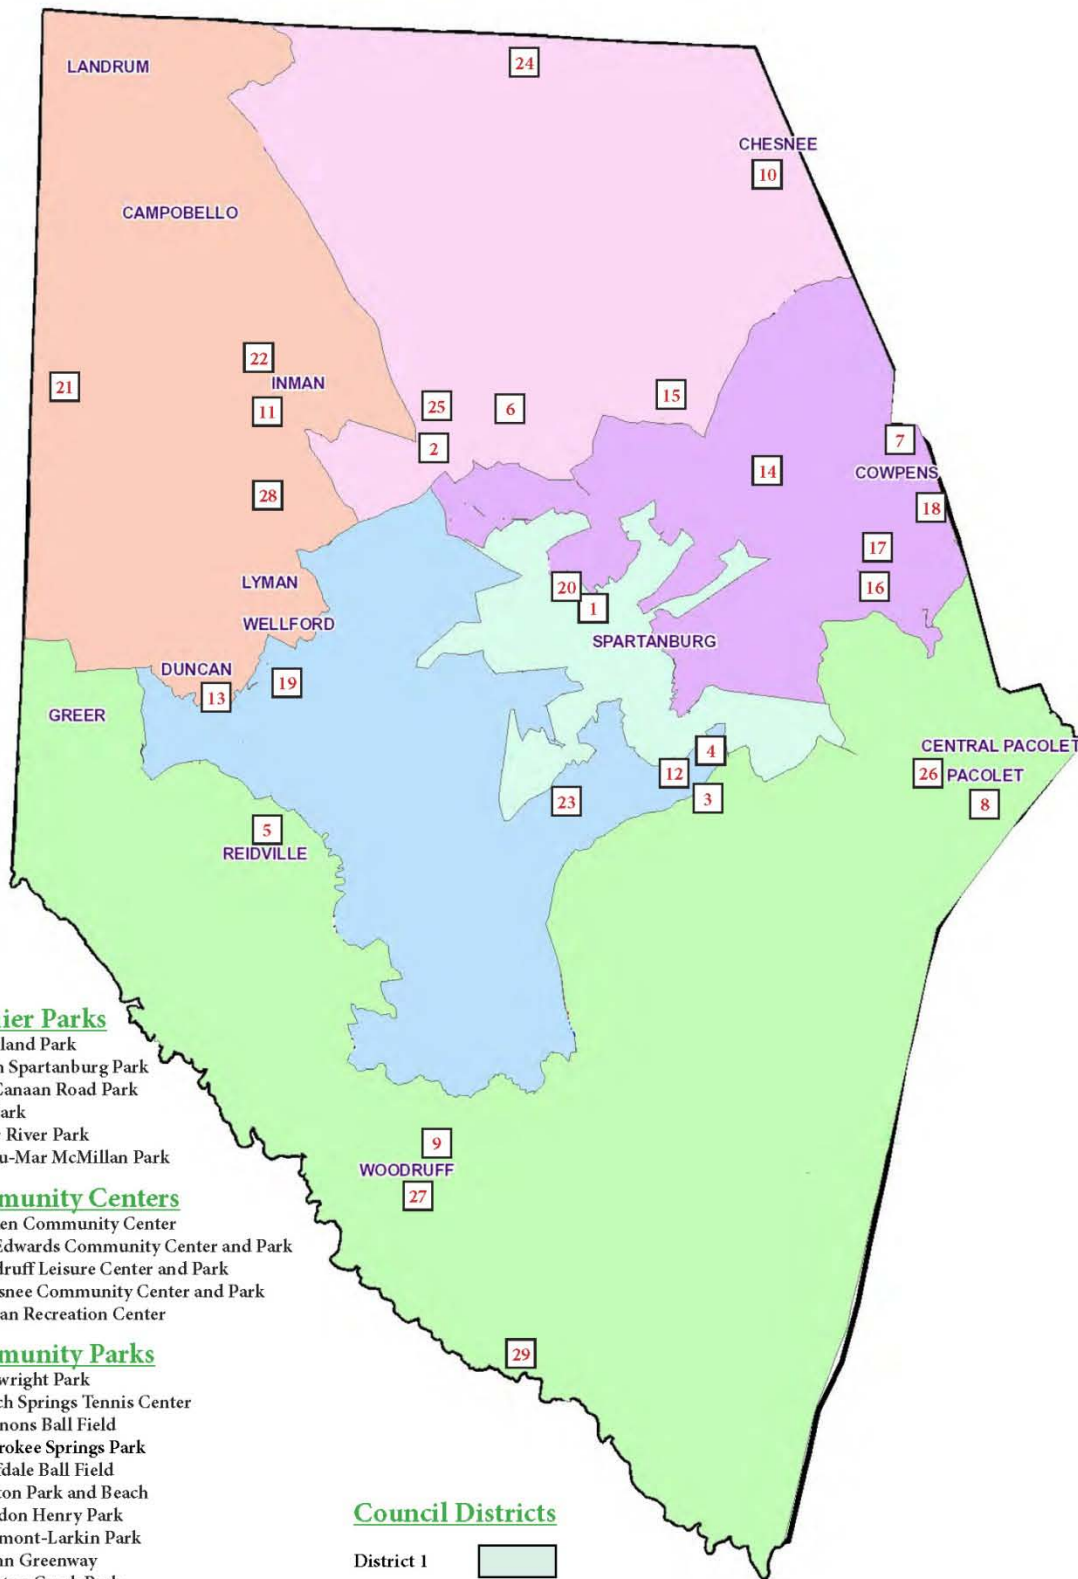 LANDRUM
24
CHESNEE
10
CAMPOBELLO
22
21
INMAN
11
25
6
15
2
7
14
COWPENS
28
18
17
20
16
LYMAN
1
WELLFORD
SPARTANBURG
DUNCAN
19
13
GREER
4
CENTRAL PACOLET
12
26
PACOLET
23
3
8
5
REIDVILLE
9
WOODRUFF
27
29
ier Parks
land Park
n Spartanburg Park
Canaan Road Park
ark
r River Park
u-Mar McMillan Park
munity Centers
en Community Center
Edwards Community Center and Park
druff Leisure Center and Park
esnee Community Center and Park
an Recreation Center
munity Parks
wright Park
ch Springs Tennis Center
nons Ball Field
rokee Springs Park
fdale Ball Field
ton Park and Beach
don Henry Park
mont-Larkin Park
nn Greenway
Council Districts
District 1